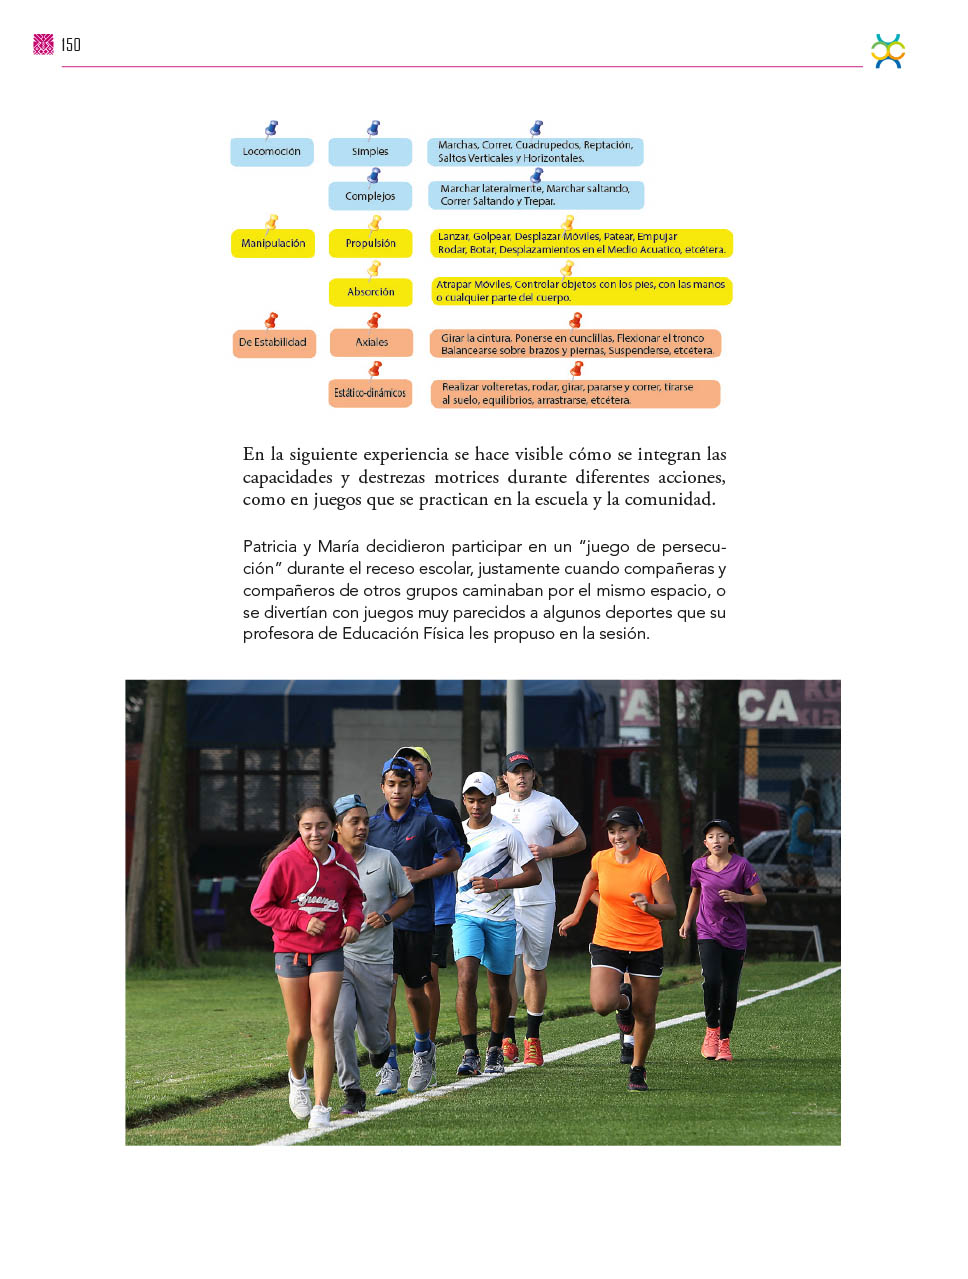 150
Locomoción
Simples
Marchas, Correr, Cuadrupedos, Reptación,
Saltos Verticales y Horizontales.
Complejos
Marchar lateralmente, Marchar saltando,
Correr Saltando y Trepar.
Manipulación
Propulsión
Lanzar, Golpear, Desplazar Móviles, Patear, Empujar
Rodar, Botar, Desplazamientos en el Medio Acuatico, etcétera.
Absorción
Atrapar Móviles, Controlar objetos con los pies, con las manos
o cualquier parte del cuerpo.
De Estabilidad
Axiales
Girar la cintura, Ponerse en cunclillas, Flexionar el tronco
Balancearse sobre brazos y piernas, Suspenderse, etcétera.
Estático-dinámicos
Realizar volteretas, rodar, girar, pararse y correr, tirarse
al suelo, equilibrios, arrastrarse, etcétera.
En la siguiente experiencia se hace visible cómo se integran las
capacidades y destrezas motrices durante diferentes acciones,
como en juegos que se practican en la escuela y la comunidad.
Patricia y María decidieron participar en un “juego de persecu-
ción” durante el receso escolar, justamente cuando compañeras y
compañeros de otros grupos caminaban por el mismo espacio, o
se divertían con juegos muy parecidos a algunos deportes que su
profesora de Educación Física les propuso en la sesión.
CA